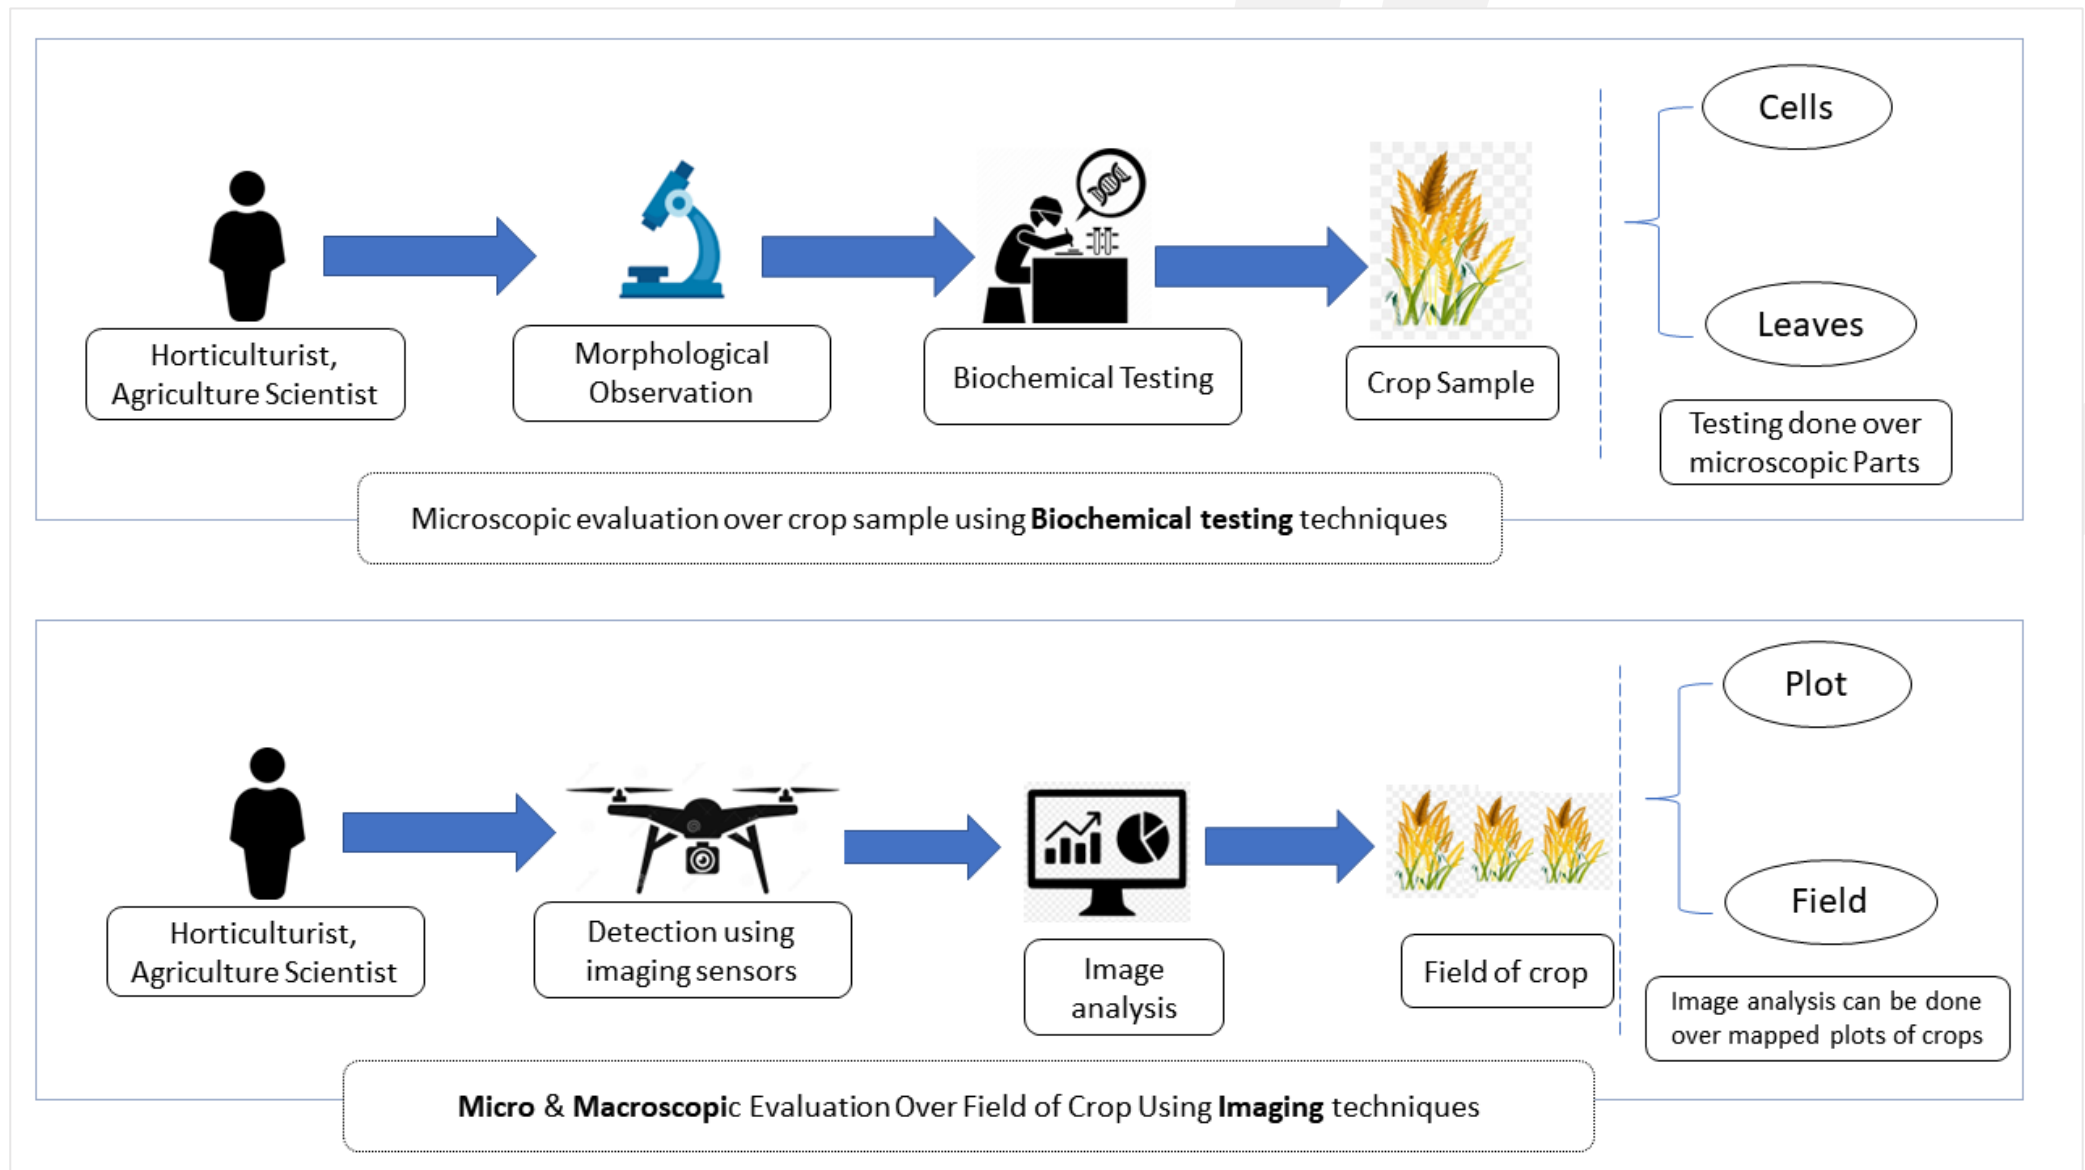 Cells
Horticulturist,
Agriculture Scientist
Morphological
Observation
Biochemical Testing
Crop Sample
Leaves
Testing done over
microscopic Parts
Microscopic evaluation over crop sample using Biochemical testing techniques
Plot
Horticulturist,
Agriculture Scientist
Detection using
imaging sensors
Image
analysis
Field of crop
Field
Image analysis can be done
over mapped plots of crops
Micro & Macroscopic Evaluation Over Field of Crop Using Imaging techniques